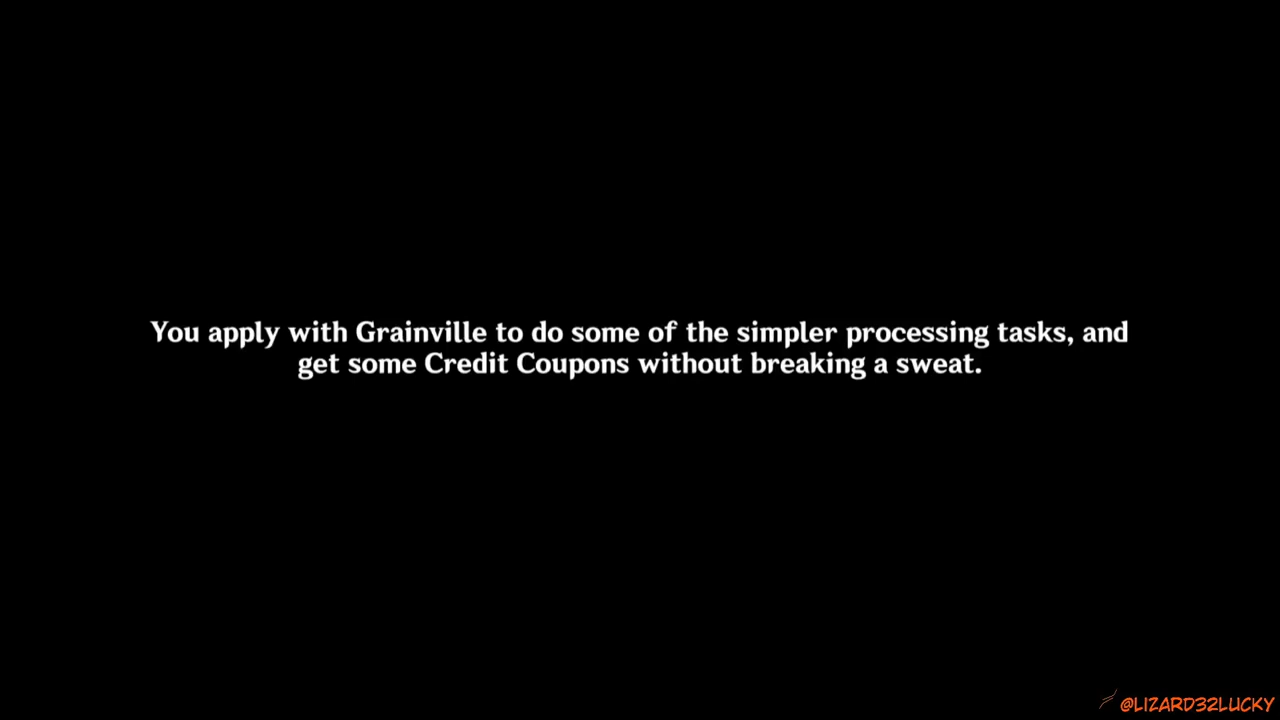 You apply with Grainville to do some of the simpler processing tasks, and
get some Credit Coupons without breaking a sweat.
@LIZARD32LUCKY